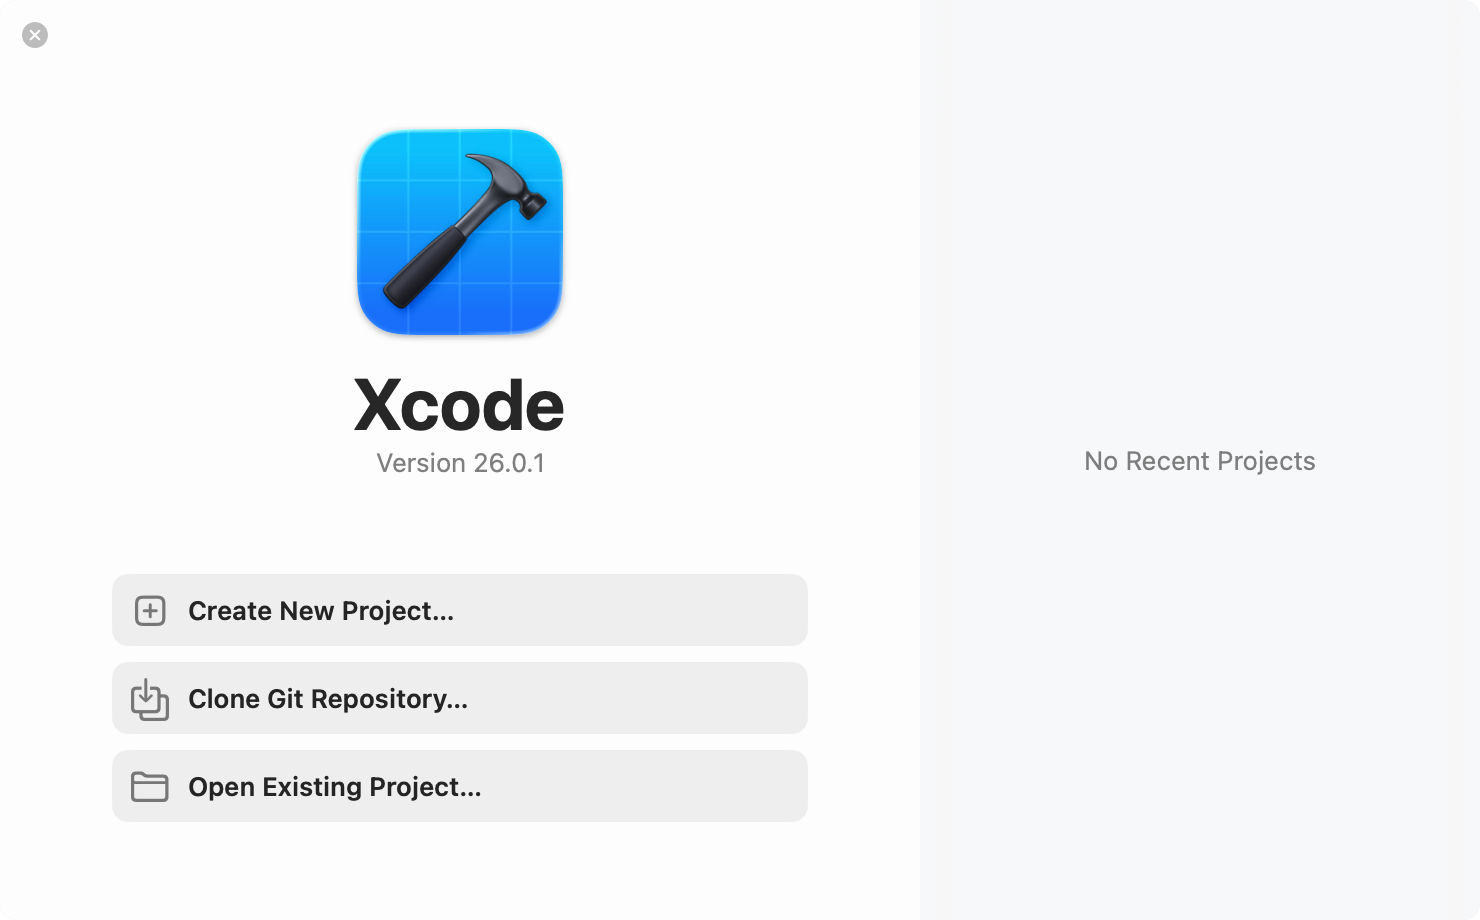 Xcode
Version 26.0.1
Create New Project...
Clone Git Repository...
Open Existing Project...
No Recent Projects